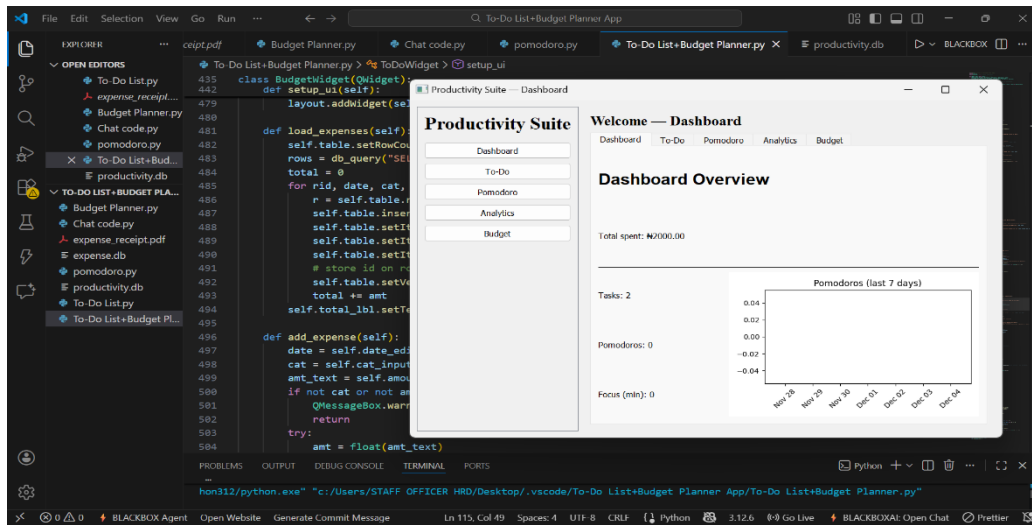 File Edit Selection View Go Run ... To-Do List+Budget Planner App
EXPLORER ... ceipt.pdf Budget Planner.py Chat code.py pomodoro.py To-Do List+Budget Planner.py productivity.db BLACKBOX ...
OPEN EDITORS
To-Do List.py
expense_receipt....
Budget Planner.py
Chat code.py
pomodoro.py
To-Do List+Bud...
productivity.db
TO-DO LIST+BUDGET PLA...
Budget Planner.py
Chat code.py
expense_receipt.pdf
expense.db
pomodoro.py
productivity.db
To-Do List.py
To-Do List+Budget Pl...
To-Do List+Budget Planner.py > ToDoWidget > setup_ui
435 class BudgetWidget(QWidget):
442 def setup_ui(self):
479 layout.addWidget(sel
480
481 def load_expenses(self):
482 self.table.setRowCou
483 rows = db_query("SEL
484 total = 0
485 for rid, date, cat,
486 r = self.table.r
487 self.table.inser
488 self.table.setIt
489 self.table.setIt
490 self.table.setIt
491 # store id on ro
492 self.table.setVe
493 total += amt
494 self.total_lbl.setTe
495
496 def add_expense(self):
497 date = self.date_edi
498 cat = self.cat_input
499 amt_text = self.amou
500 if not cat or not am
501 QMessageBox.warn
502 return
503 try:
504 amt = float(amt_text)
Productivity Suite — Dashboard
Productivity Suite
Dashboard
To-Do
Pomodoro
Analytics
Budget
Welcome — Dashboard
Dashboard To-Do Pomodoro Analytics Budget
Dashboard Overview
Total spent: ₦2000.00
Tasks: 2
Pomodoros: 0
Focus (min): 0
Pomodoros (last 7 days)
0.04
0.02
0.00
−0.02
−0.04
Nov 28 Nov 29 Nov 30 Dec 01 Dec 02 Dec 03 Dec 04
PROBLEMS OUTPUT DEBUG CONSOLE TERMINAL PORTS Python
hon312/python.exe" "c:/Users/STAFF OFFICER HRD/Desktop/.vscode/To-Do List+Budget Planner App/To-Do List+Budget Planner.py"
0 0 BLACKBOX Agent Open Website Generate Commit Message Ln 115, Col 49 Spaces: 4 UTF-8 CRLF Python 3.12.6 Go Live BLACKBOXAI: Open Chat Prettier